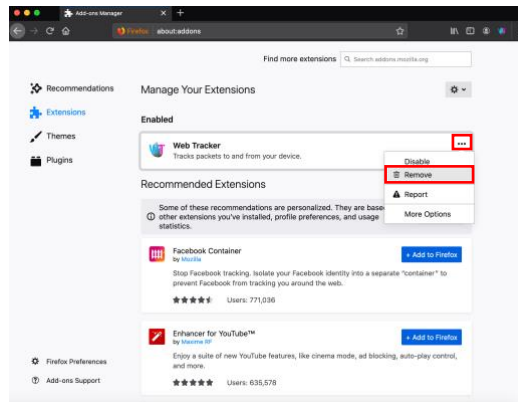 Add-ons Manager
Firefox about:addons
Find more extensions
Search addons.mozilla.org
Recommendations
Manage Your Extensions
Extensions
Enabled
Themes
Web Tracker
Tracks packets to and from your device.
Plugins
Disable
Remove
Report
More Options
Recommended Extensions
Some of these recommendations are personalized. They are base
other extensions you've installed, profile preferences, and usage
statistics.
Facebook Container
by Mozilla
+ Add to Firefox
Stop Facebook tracking. Isolate your Facebook identity into a separate "container" to
prevent Facebook from tracking you around the web.
Users: 771,036
Enhancer for YouTube™
by Maxime RF
+ Add to Firefox
Enjoy a suite of new YouTube features, like cinema mode, ad blocking, auto-play control,
and more.
Users: 635,578
Firefox Preferences
Add-ons Support